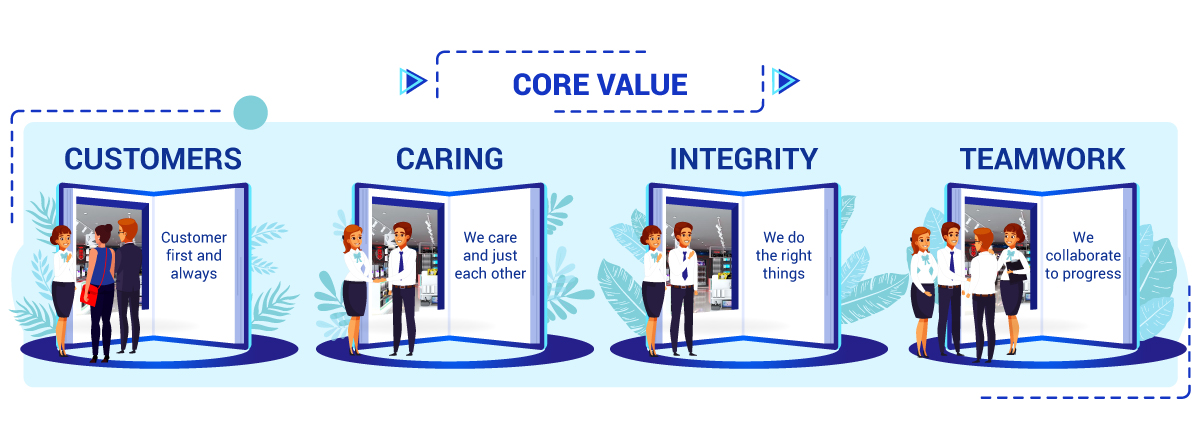 CORE VALUE
CUSTOMERS
Customer
first and
always
CARING
We care
and just
each other
INTEGRITY
We do
the right
things
TEAMWORK
We
collaborate
to progress